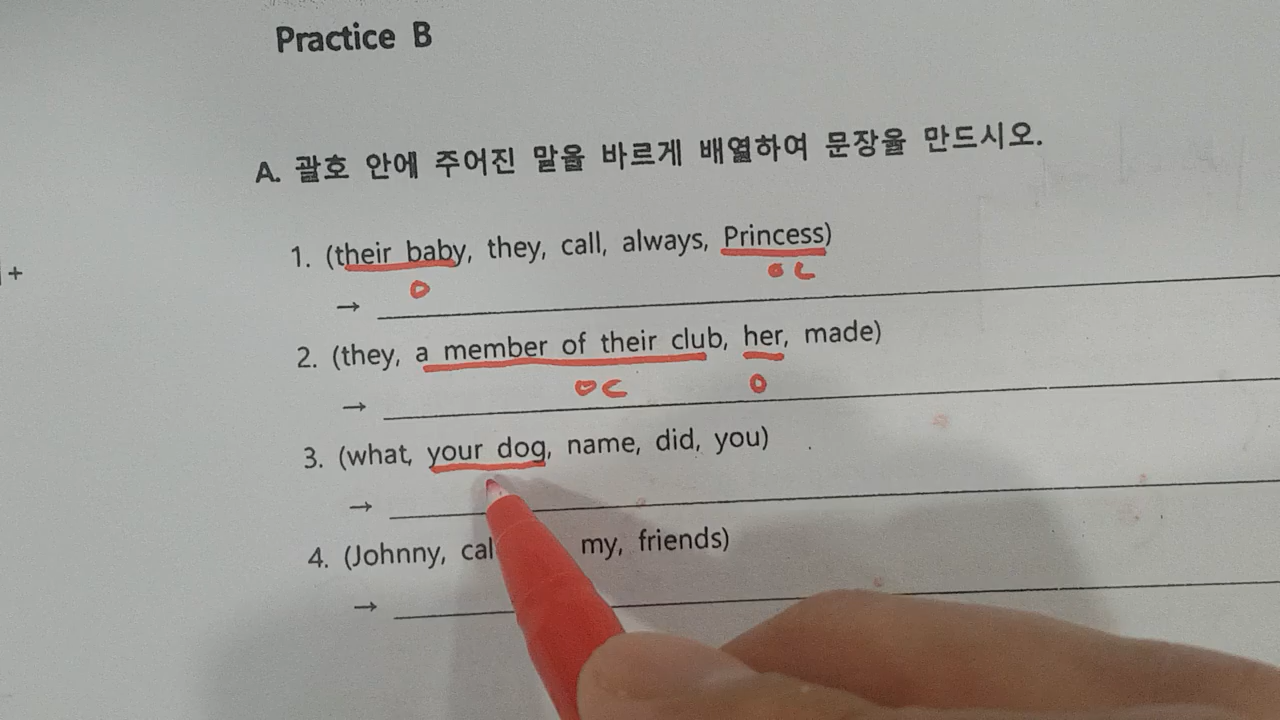 Practice B
A. 괄호 안에 주어진 말을 바르게 배열하여 문장을 만드시오.
1. (their baby, they, call, always, Princess)
O OC
→
2. (they, a member of their club, her, made)
OC O
→
3. (what, your dog, name, did, you)
→
4. (Johnny, my, friends)
→
+